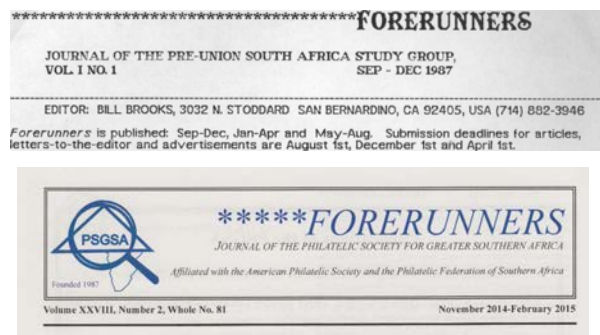 ************************************FORERUNNERS
JOURNAL OF THE PRE-UNION SOUTH AFRICA STUDY GROUP,
VOL. I NO. 1 SEP - DEC 1987
EDITOR: BILL BROOKS, 3032 N. STODDARD SAN BERNARDINO, CA 92405, USA (714) 882-3946
Forerunners is published: Sep-Dec, Jan-Apr and May-Aug. Submission deadlines for articles,
letters-to-the-editor and advertisements are August 1st, December 1st and April 1st.
*****FORERUNNERS
PSGSA
JOURNAL OF THE PHILATELIC SOCIETY FOR GREATER SOUTHERN AFRICA
Affiliated with the American Philatelic Society and the Philatelic Federation of Southern Africa
Founded 1987
Volume XXVIII, Number 2, Whole No. 81 November 2014-February 2015